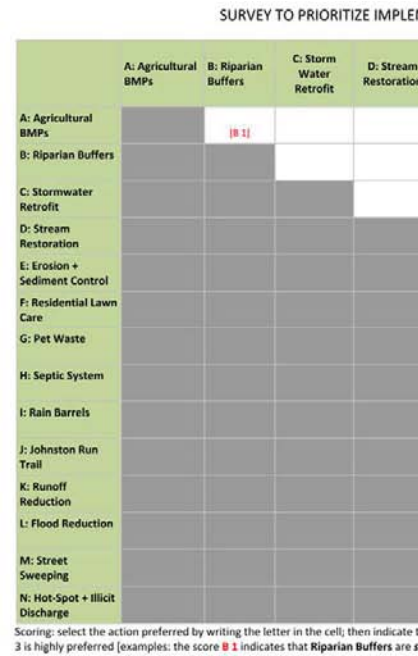 SURVEY TO PRIORITIZE IMPLEM
A: Agricultural BMPs
B: Riparian Buffers
C: Storm Water Retrofit
D: Stream Restoration
A: Agricultural BMPs
|B 1|
B: Riparian Buffers
C: Stormwater Retrofit
D: Stream Restoration
E: Erosion + Sediment Control
F: Residential Lawn Care
G: Pet Waste
H: Septic System
I: Rain Barrels
J: Johnston Run Trail
K: Runoff Reduction
L: Flood Reduction
M: Street Sweeping
N: Hot-Spot + Illicit Discharge
Scoring: select the action preferred by writing the letter in the cell; then indicate t
3 is highly preferred [examples: the score B 1 indicates that Riparian Buffers are s